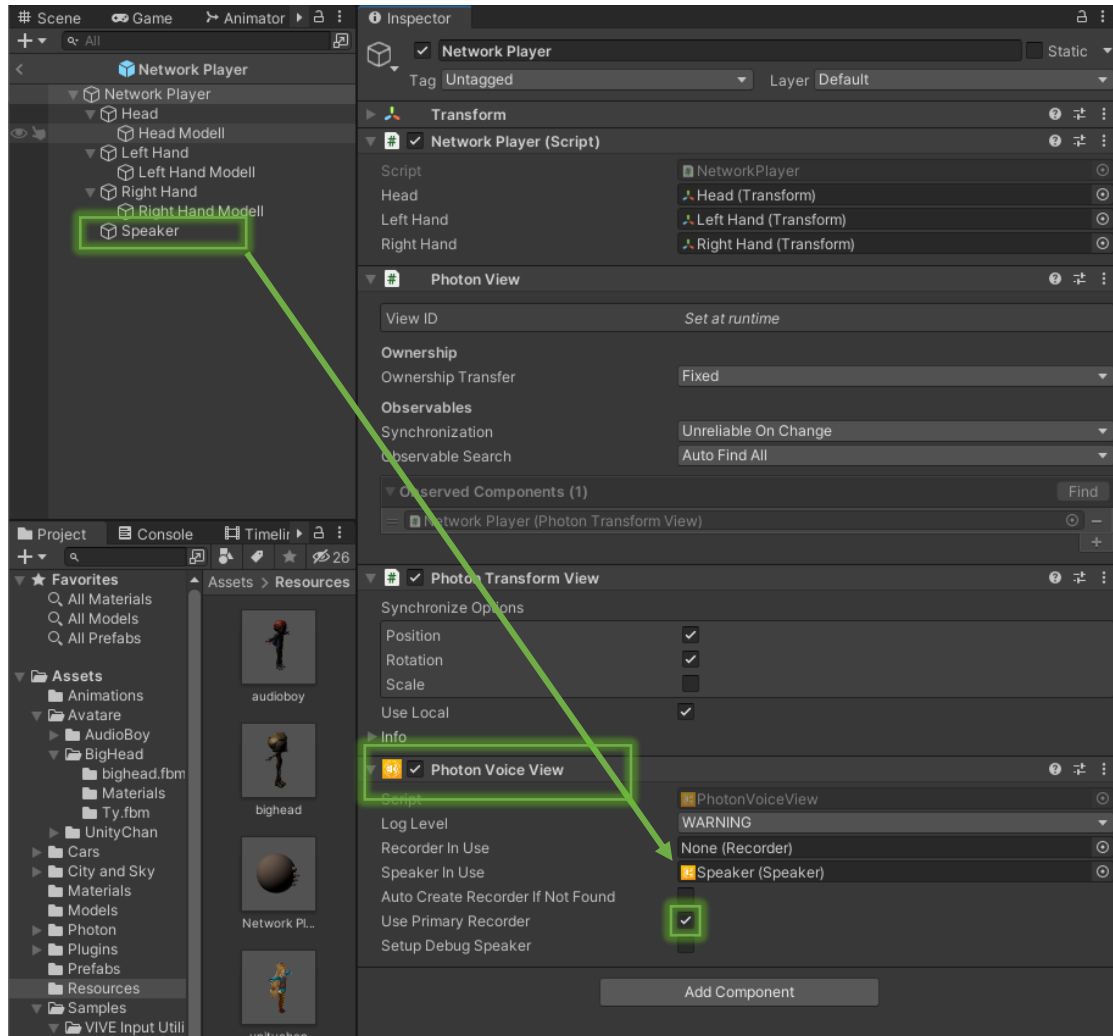 Scene Game Animator
All
Network Player
Network Player
Head
Head Modell
Left Hand
Left Hand Modell
Right Hand
Right Hand Modell
Speaker
Project Console Timelir
26
Favorites
All Materials
All Models
All Prefabs
Assets
Animations
Avatare
AudioBoy
BigHead
bighead.fbm
Materials
Ty.fbm
UnityChan
Cars
City and Sky
Materials
Models
Photon
Plugins
Prefabs
Resources
Samples
VIVE Input Utili
Assets > Resources
audioboy
bighead
Network Pl...
unitychan
Inspector
Network Player Static
Tag Untagged Layer Default
Transform
Network Player (Script)
Script NetworkPlayer
Head Head (Transform)
Left Hand Left Hand (Transform)
Right Hand Right Hand (Transform)
Photon View
View ID Set at runtime
Ownership
Ownership Transfer Fixed
Observables
Synchronization Unreliable On Change
Observable Search Auto Find All
Observed Components (1) Find
Network Player (Photon Transform View)
Photon Transform View
Synchronize Options
Position
Rotation
Scale
Use Local
Info
Photon Voice View
Script PhotonVoiceView
Log Level WARNING
Recorder In Use None (Recorder)
Speaker In Use Speaker (Speaker)
Auto Create Recorder If Not Found
Use Primary Recorder
Setup Debug Speaker
Add Component